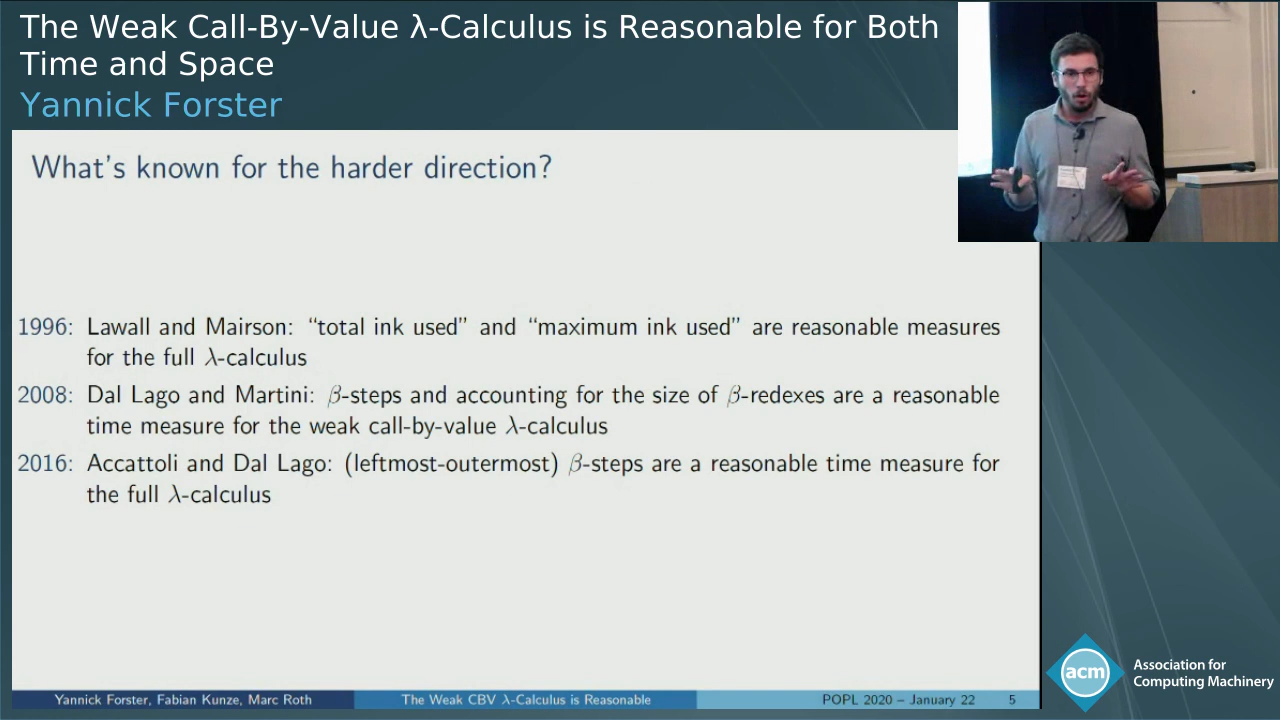 The Weak Call-By-Value λ-Calculus is Reasonable for Both
Time and Space
Yannick Forster
What's known for the harder direction?
1996: Lawall and Mairson: “total ink used” and “maximum ink used” are reasonable measures
for the full λ-calculus
2008: Dal Lago and Martini: β-steps and accounting for the size of β-redexes are a reasonable
time measure for the weak call-by-value λ-calculus
2016: Accattoli and Dal Lago: (leftmost-outermost) β-steps are a reasonable time measure for
the full λ-calculus
Yannick Forster, Fabian Kunze, Marc Roth
The Weak CBV λ-Calculus is Reasonable
POPL 2020 – January 22 5
acm
Association for
Computing Machinery